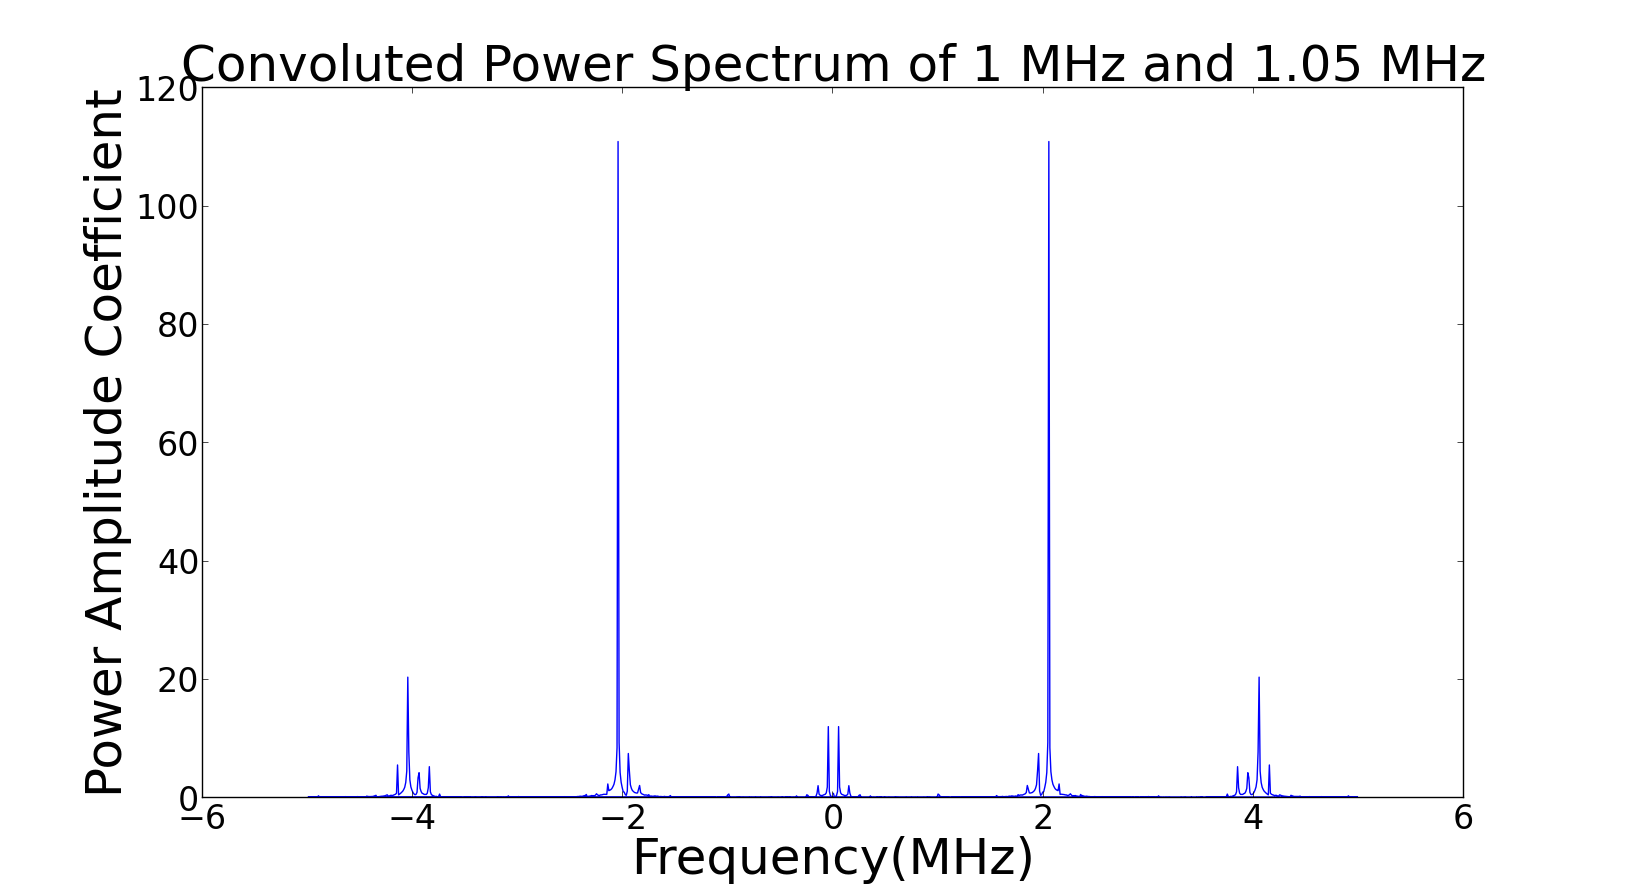 Convoluted Power Spectrum of 1 MHz and 1.05 MHz
Power Amplitude Coefficient
120
100
80
60
40
20
0
−6 −4 −2 0 2 4 6
Frequency(MHz)